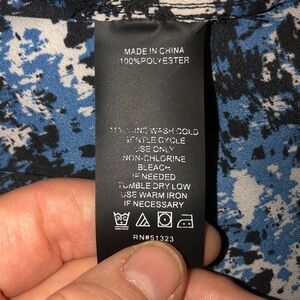 MADE IN CHINA
100%POLYESTER
MACHINE WASH COLD
GENTLE CYCLE
USE ONLY
NON-CHLORINE
BLEACH
IF NEEDED
TUMBLE DRY LOW
USE WARM IRON
IF NECESSARY
RN#51323